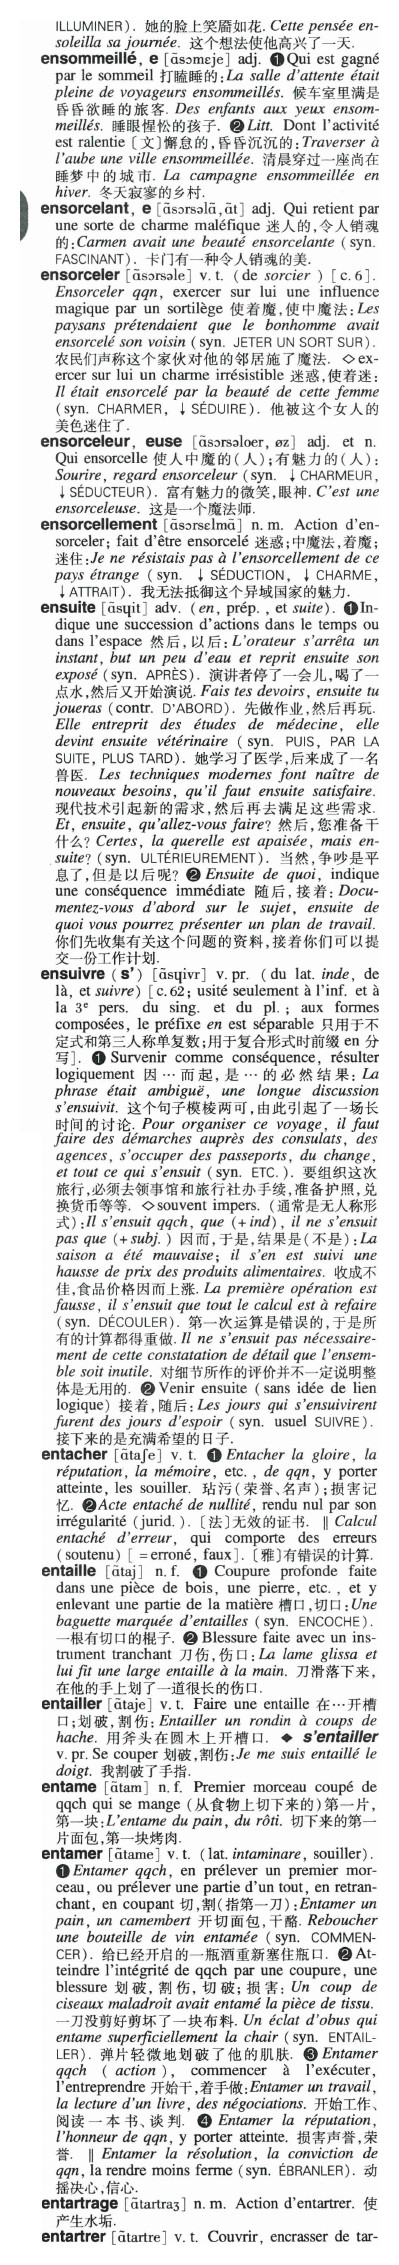 ILLUMINER). 她的脸上笑靥如花. Cette pensée en-
soleilla sa journée. 这个想法使他高兴了一天.
ensommeillé, e [ɑ̃sɔmeje] adj. ❶Qui est gagné
par le sommeil 打瞌睡的:La salle d'attente était
pleine de voyageurs ensommeillés. 候车室里满是
昏昏欲睡的旅客. Des enfants aux yeux ensom-
meillés. 睡眼惺忪的孩子. ❷Litt. Dont l'activité
est ralentie [文]懈怠的,昏昏沉沉的:Traverser à
l'aube une ville ensommeillée. 清晨穿过一座尚在
睡梦中的城市. La campagne ensommeillée en
hiver. 冬天寂寥的乡村.
ensorcelant, e [ɑ̃sɔrsəlɑ̃,ɑ̃t] adj. Qui retient par
une sorte de charme maléfique 迷人的,令人销魂
的:Carmen avait une beauté ensorcelante (syn.
FASCINANT). 卡门有一种令人销魂的美.
ensorceler [ɑ̃sɔrsəle] v. t. (de sorcier) [c. 6].
Ensorceler qqn, exercer sur lui une influence
magique par un sortilège 使着魔,使中魔法:Les
paysans prétendaient que le bonhomme avait
ensorcelé son voisin (syn. JETER UN SORT SUR).
农民们声称这个家伙对他的邻居施了魔法. ◇ex-
ercer sur lui un charme irrésistible 迷惑,使着迷:
Il était ensorcelé par la beauté de cette femme
(syn. CHARMER, ↓SÉDUIRE). 他被这个女人的
美色迷住了.
ensorceleur, euse [ɑ̃sɔrsəloer, øz] adj. et n.
Qui ensorcelle 使人中魔的(人);有魅力的(人):
Sourire, regard ensorceleur (syn. ↓CHARMEUR,
↓SÉDUCTEUR). 富有魅力的微笑,眼神. C'est une
ensorceleuse. 这是一个魔法师.
ensorcellement [ɑ̃sɔrsɛlmɑ̃] n. m. Action d'en-
sorceler; fait d'être ensorcelé 迷惑;中魔法,着魔;
迷住:Je ne résistais pas à l'ensorcellement de ce
pays étrange (syn. ↓SÉDUCTION, ↓CHARME,
↓ATTRAIT). 我无法抵御这个异域国家的魅力.
ensuite [ɑ̃sɥit] adv. (en, prép., et suite). ❶In-
dique une succession d'actions dans le temps ou
dans l'espace 然后,以后:L'orateur s'arrêta un
instant, but un peu d'eau et reprit ensuite son
exposé (syn. APRÈS). 演讲者停了一会儿,喝了一
点水,然后又开始演说. Fais tes devoirs, ensuite tu
joueras (contr. D'ABORD). 先做作业,然后再玩.
Elle entreprit des études de médecine, elle
devint ensuite vétérinaire (syn. PUIS, PAR LA
SUITE, PLUS TARD). 她学习了医学,后来成了一名
兽医. Les techniques modernes font naître de
nouveaux besoins, qu'il faut ensuite satisfaire.
现代技术引起新的需求,然后再去满足这些需求.
Et, ensuite, qu'allez-vous faire? 然后,您准备干
什么? Certes, la querelle est apaisée, mais en-
suite? (syn. ULTÉRIEUREMENT). 当然,争吵是平
息了,但是以后呢? ❷Ensuite de quoi, indique
une conséquence immédiate 随后,接着: Docu-
mentez-vous d'abord sur le sujet, ensuite de
quoi vous pourrez présenter un plan de travail.
你们先收集有关这个问题的资料,接着你们可以提
交一份工作计划.
ensuivre (s') [ɑ̃sɥivr] v. pr. (du lat. inde, de
là, et suivre) [c. 62; usité seulement à l'inf. et à
la 3e pers. du sing. et du pl.; aux formes
composées, le préfixe en est séparable 只用于不
定式和第三人称单复数;用于复合形式时前缀 en 分
写]. ❶ Survenir comme conséquence, résulter
logiquement 因…而起,是…的必然结果: La
phrase était ambiguë, une longue discussion
s'ensuivit. 这个句子模棱两可,由此引起了一场长
时间的讨论. Pour organiser ce voyage, il faut
faire des démarches auprès des consulats, des
agences, s'occuper des passeports, du change,
et tout ce qui s'ensuit (syn. ETC.). 要组织这次
旅行,必须去领事馆和旅行社办手续,准备护照,兑
换货币等等. ◇souvent impers. (通常是无人称形
式):Il s'ensuit qqch, que (+ind), il ne s'ensuit
pas que (+subj.) 因而,于是,结果是(不是):La
saison a été mauvaise; il s'en est suivi une
hausse de prix des produits alimentaires. 收成不
佳,食品价格因而上涨. La première opération est
fausse, il s'ensuit que tout le calcul est à refaire
(syn. DÉCOULER). 第一次运算是错误的,于是所
有的计算都得重做. Il ne s'ensuit pas nécessaire-
ment de cette constatation de détail que l'ensem-
ble soit inutile. 对细节所作的评价并不一定说明整
体是无用的. ❷Venir ensuite (sans idée de lien
logique) 接着,随后:Les jours qui s'ensuivirent
furent des jours d'espoir (syn. usuel SUIVRE).
接下来的是充满希望的日子.
entacher [ɑ̃taʃe] v. t. ❶ Entacher la gloire, la
réputation, la mémoire, etc., de qqn, y porter
atteinte, les souiller. 玷污(荣誉、名声);损害记
忆. ❷Acte entaché de nullité, rendu nul par son
irrégularité (jurid.). [法]无效的证书. ‖ Calcul
entaché d'erreur, qui comporte des erreurs
(soutenu) [=erroné, faux]. [雅]有错误的计算.
entaille [ɑ̃taj] n. f. ❶ Coupure profonde faite
dans une pièce de bois, une pierre, etc., et y
enlevant une partie de la matière 槽口,切口:Une
baguette marquée d'entailles (syn. ENCOCHE).
一根有切口的棍子. ❷Blessure faite avec un ins-
trument tranchant 刀伤,伤口:La lame glissa et
lui fit une large entaille à la main. 刀滑落下来,
在他的手上划了一道很长的伤口.
entailler [ɑ̃taje] v. t. Faire une entaille 在…开槽
口;划破,割伤: Entailler un rondin à coups de
hache. 用斧头在圆木上开槽口. ◆ s'entailler
v. pr. Se couper 划破,割伤:Je me suis entaillé le
doigt. 我割破了手指.
entame [ɑ̃tam] n. f. Premier morceau coupé de
qqch qui se mange (从食物上切下来的)第一片,
第一块:L'entame du pain, du rôti. 切下来的第一
片面包,第一块烤肉.
entamer [ɑ̃tame] v. t. (lat. intaminare, souiller).
❶Entamer qqch, en prélever un premier mor-
ceau, ou prélever une partie d'un tout, en retran-
chant, en coupant 切,割(指第一刀):Entamer un
pain, un camembert 开切面包,干酪. Reboucher
une bouteille de vin entamée (syn. COMMEN-
CER). 给已经开启的一瓶酒重新塞住瓶口. ❷At-
teindre l'intégrité de qqch par une coupure, une
blessure 划破,割伤,切破;损害: Un coup de
ciseaux maladroit avait entamé la pièce de tissu.
一刀没剪好剪坏了一块布料. Un éclat d'obus qui
entame superficiellement la chair (syn. ENTAIL-
LER). 弹片轻微地划破了他的肌肤. ❸Entamer
qqch (action), commencer à l'exécuter,
l'entreprendre 开始干,着手做:Entamer un travail,
la lecture d'un livre, des négociations. 开始工作、
阅读一本书、谈判. ❹ Entamer la réputation,
l'honneur de qqn, y porter atteinte. 损害声誉,荣
誉. ‖ Entamer la résolution, la conviction de
qqn, la rendre moins ferme (syn. ÉBRANLER). 动
摇决心,信心.
entartrage [ɑ̃tartraʒ] n. m. Action d'entartrer. 使
产生水垢.
entartrer [ɑ̃tartre] v. t. Couvrir, encrasser de tar-